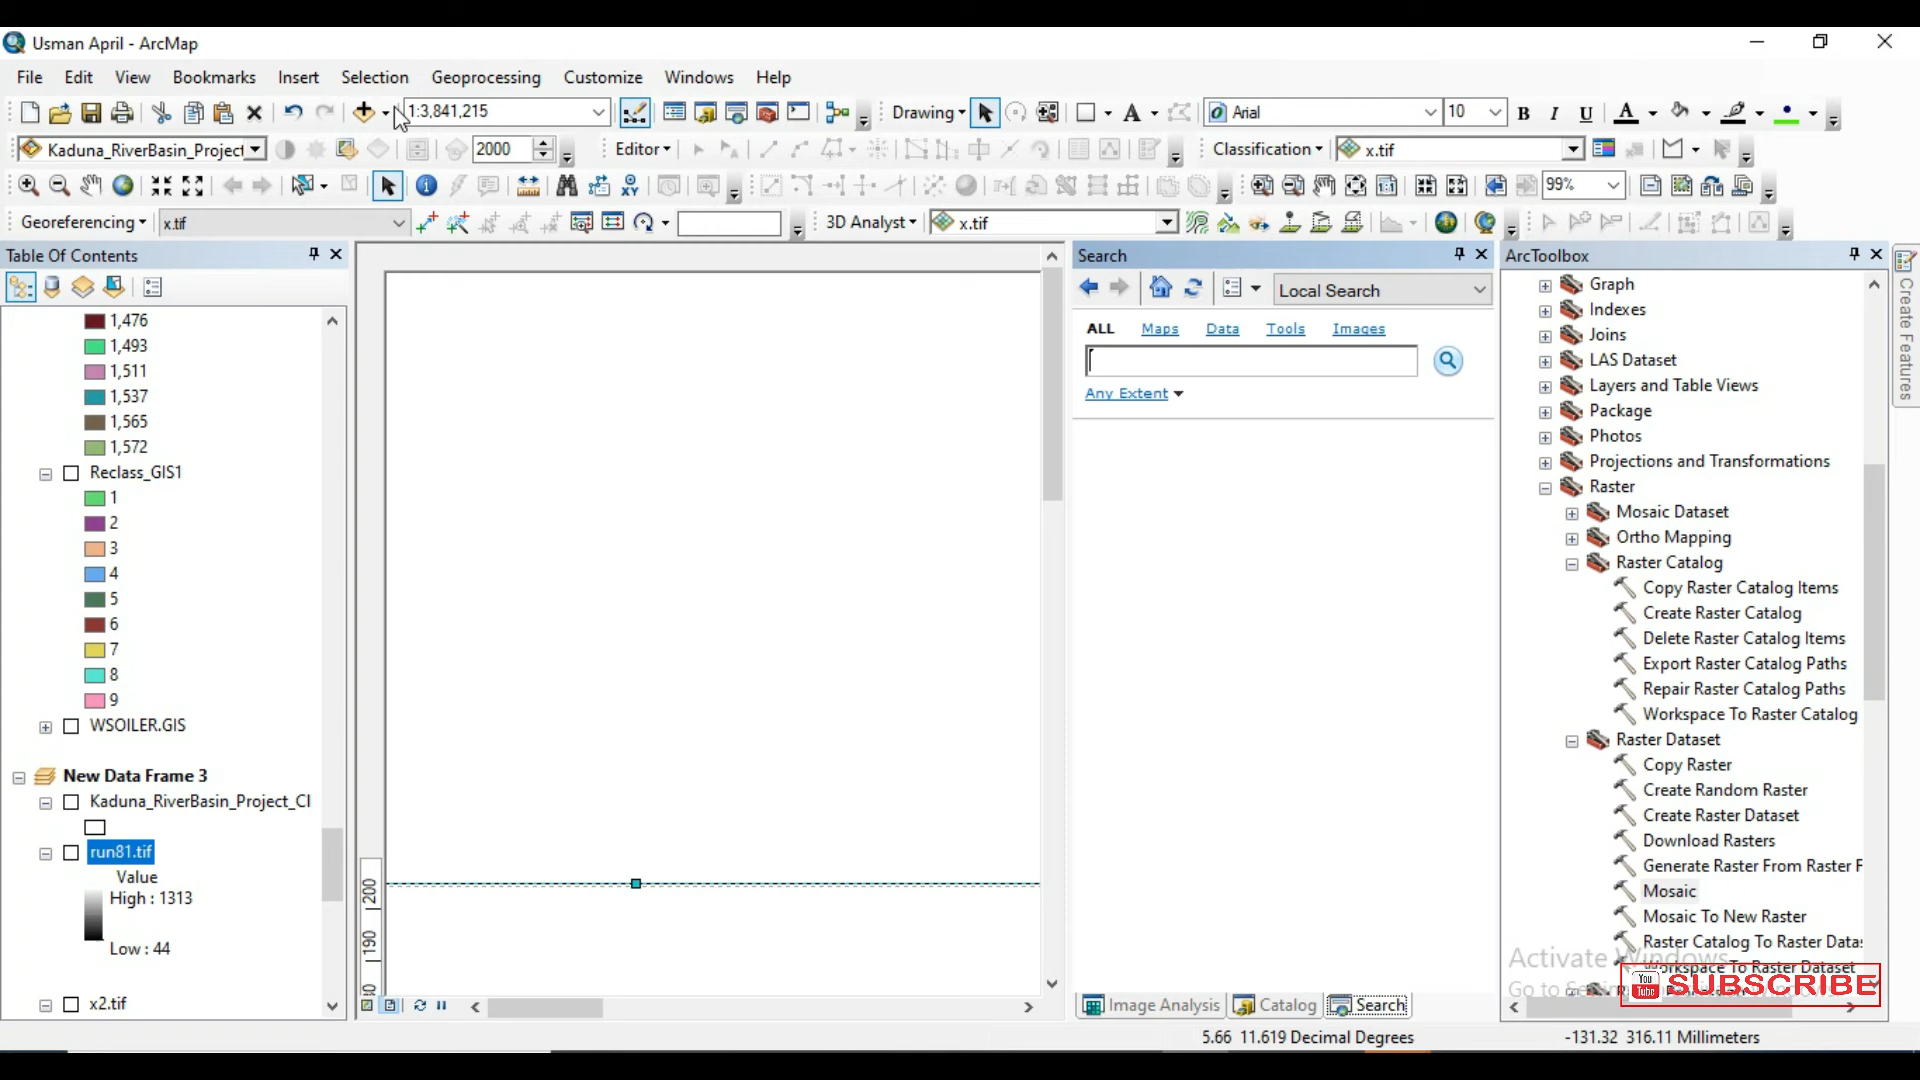 Usman April - ArcMap
File Edit View Bookmarks Insert Selection Geoprocessing Customize Windows Help
1:3,841,215 Drawing Arial 10 B I U A
Kaduna_RiverBasin_Project 2000 Editor Classification x.tif
99%
Georeferencing x.tif 3D Analyst x.tif
Table Of Contents
1,476
1,493
1,511
1,537
1,565
1,572
Reclass_GIS1
1
2
3
4
5
6
7
8
9
WSOILER.GIS
New Data Frame 3
Kaduna_RiverBasin_Project_Cl
run81.tif
Value
High : 1313
Low : 44
x2.tif
200
190
Search
Local Search
ALL Maps Data Tools Images
Any Extent
Image Analysis Catalog Search
ArcToolbox
Graph
Indexes
Joins
LAS Dataset
Layers and Table Views
Package
Photos
Projections and Transformations
Raster
Mosaic Dataset
Ortho Mapping
Raster Catalog
Copy Raster Catalog Items
Create Raster Catalog
Delete Raster Catalog Items
Export Raster Catalog Paths
Repair Raster Catalog Paths
Workspace To Raster Catalog
Raster Dataset
Copy Raster
Create Random Raster
Create Raster Dataset
Download Rasters
Generate Raster From Raster F
Mosaic
Mosaic To New Raster
Raster Catalog To Raster Data
Workspace To Raster Dataset
Activate Windows
Go to
You Tube SUBSCRIBE
Create Features
5.66 11.619 Decimal Degrees
-131.32 316.11 Millimeters